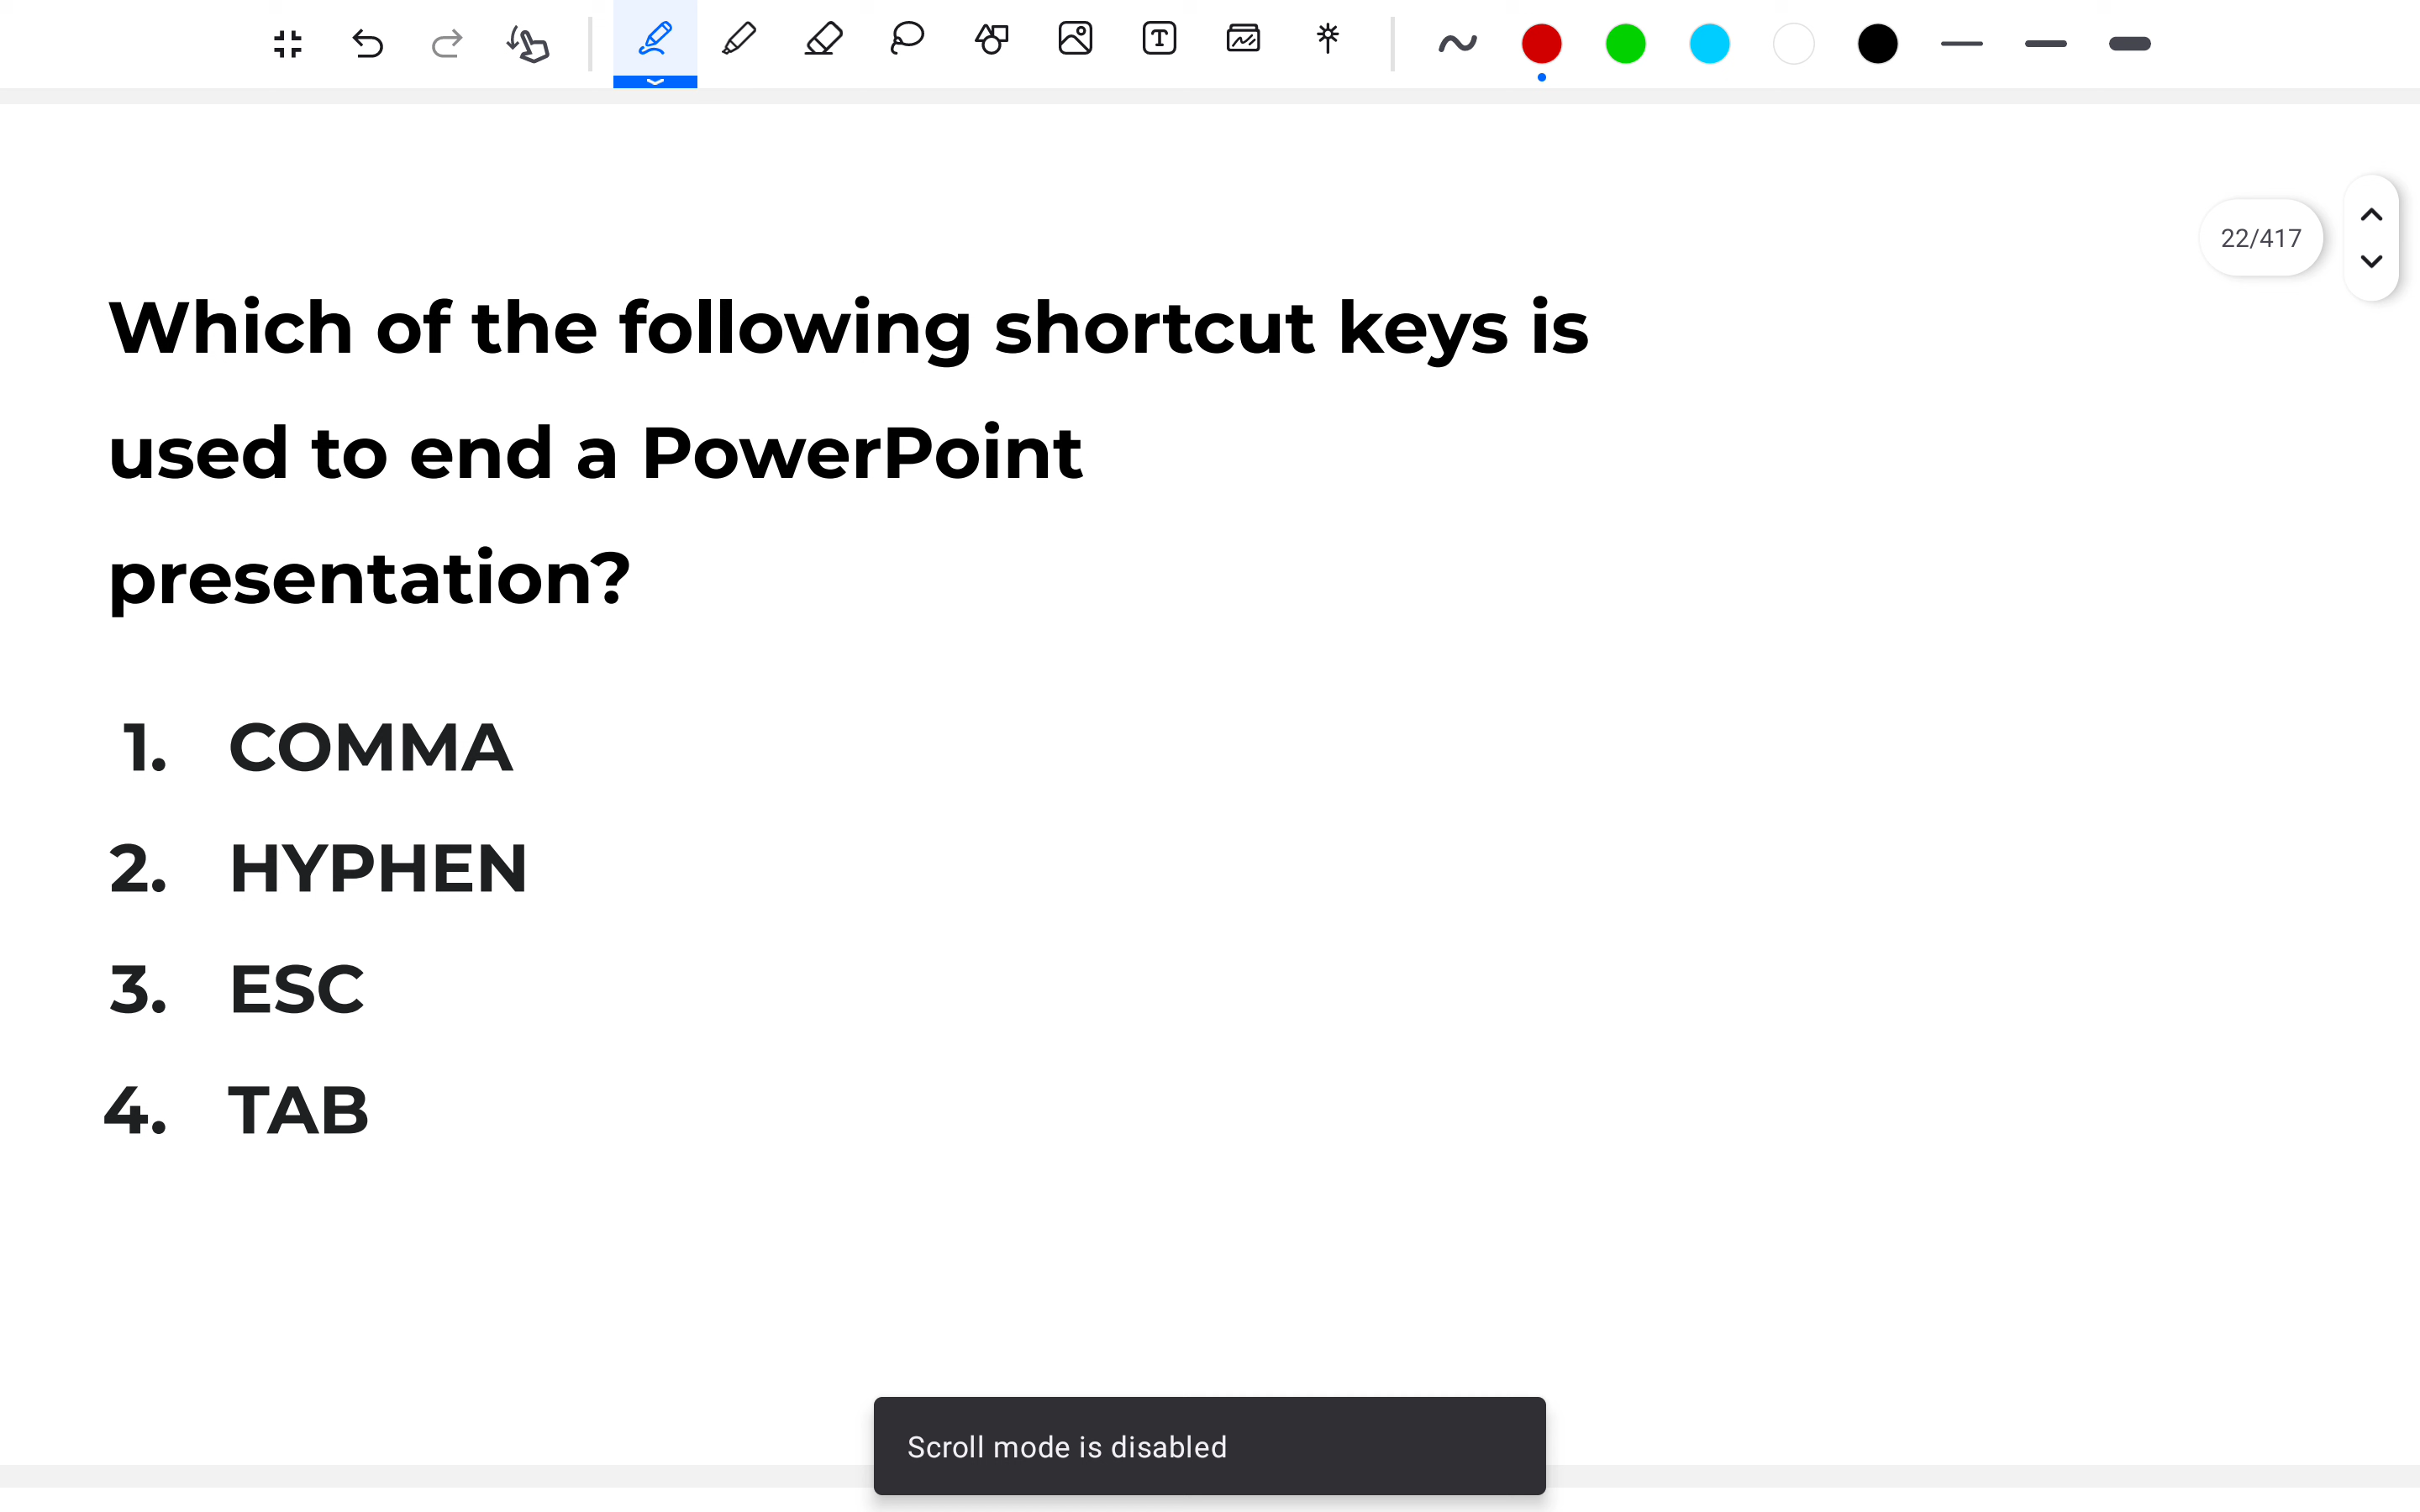 22/417
Which of the following shortcut keys is
used to end a PowerPoint
presentation?
1. COMMA
2. HYPHEN
3. ESC
4. TAB
Scroll mode is disabled